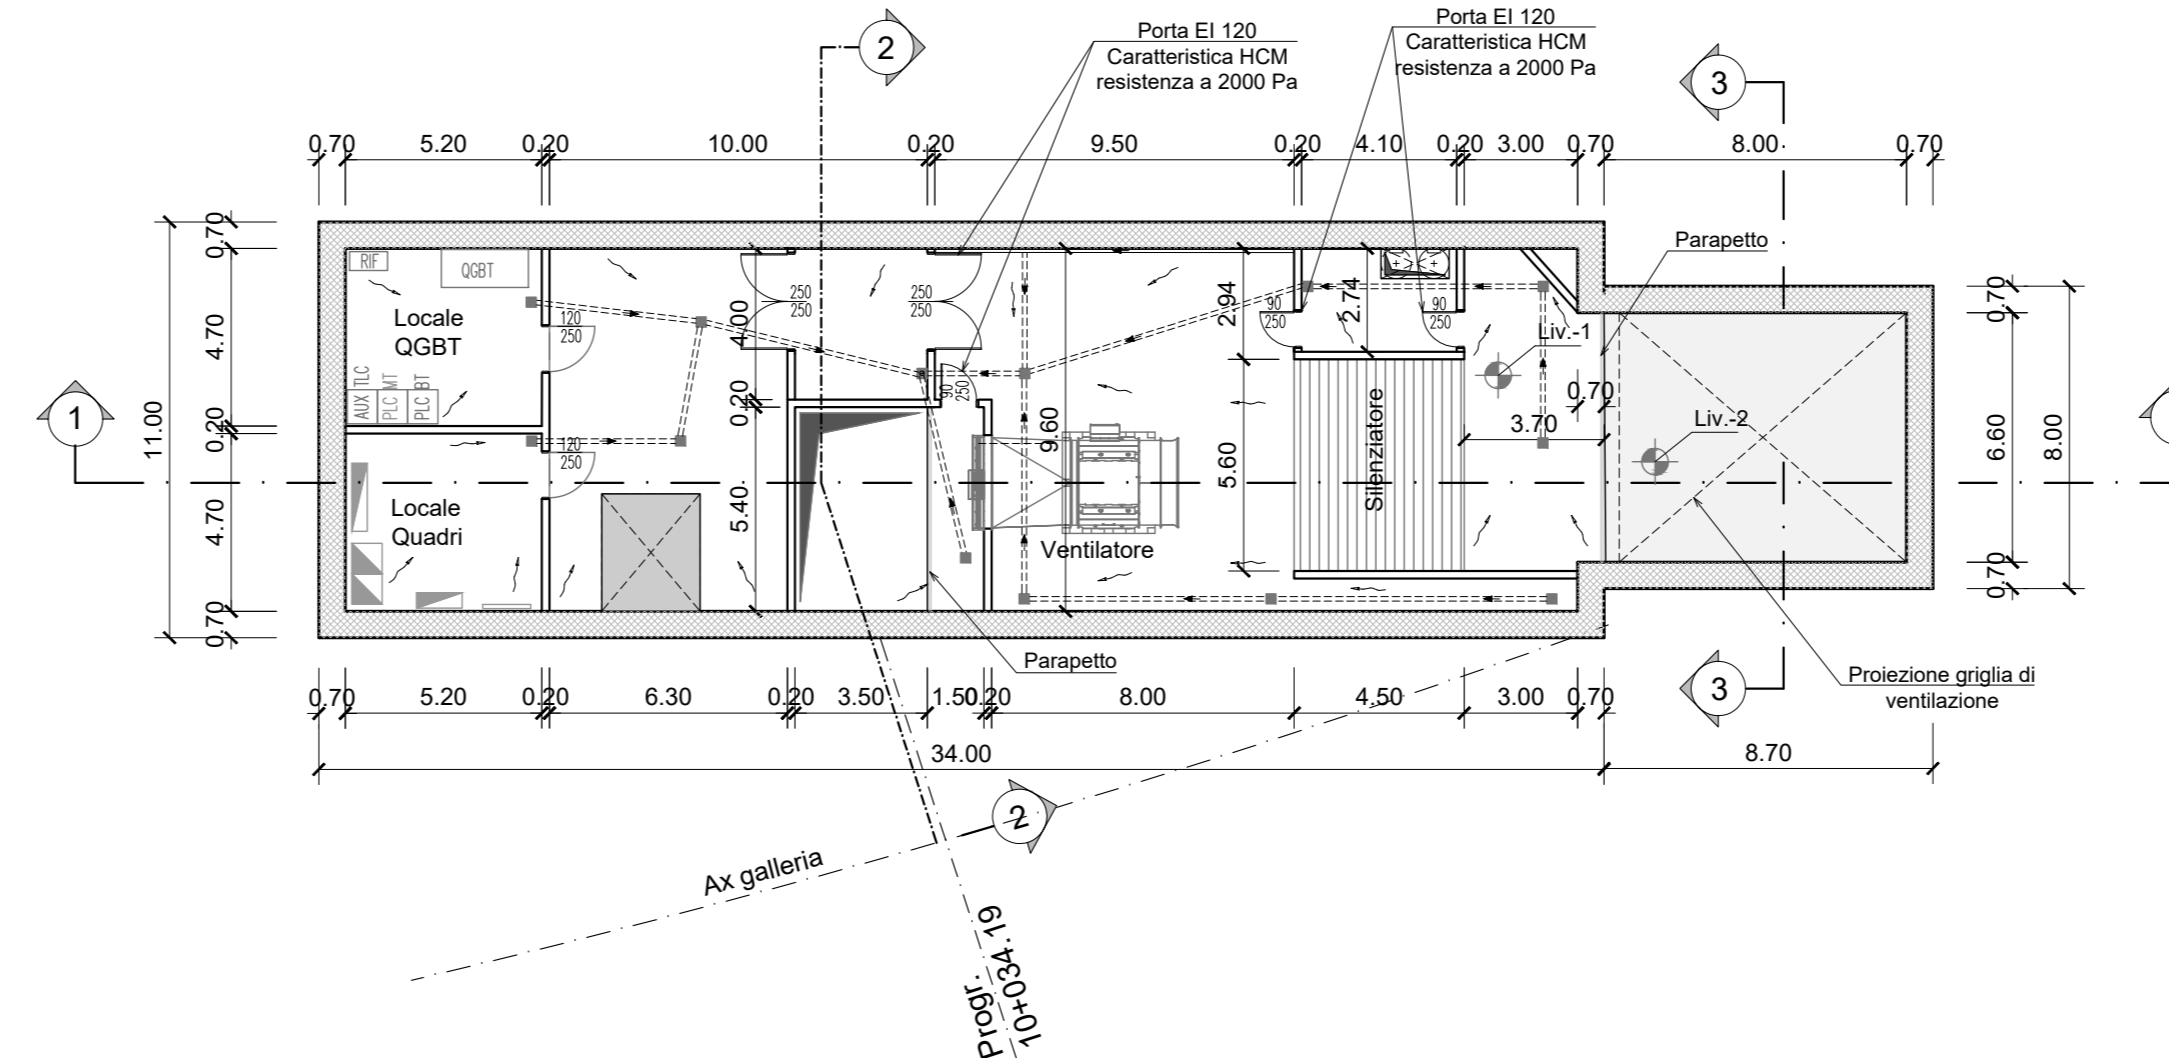 Porta EI 120
Caratteristica HCM
resistenza a 2000 Pa
Porta EI 120
Caratteristica HCM
resistenza a 2000 Pa
2
3
0.70
5.20
0.20
10.00
0.20
9.50
0.20
4.10
0.20
3.00
0.70
8.00
0.70
11.00
0.70
4.70
0.20
4.70
0.70
RIF
QGBT
Locale
QGBT
AUX TLC
PLC MT
PLC BT
120
250
120
250
Locale
Quadri
250
250
250
250
4.00
0.20
5.40
90
250
9.60
Ventilatore
2.94
5.60
2.74
90
250
90
250
Silenziatore
Liv.-1
0.70
3.70
Liv.-2
Parapetto
0.70
6.60
0.70
8.00
1
Parapetto
Proiezione griglia di
ventilazione
3
0.70
5.20
0.20
6.30
0.20
3.50
1.50
0.20
8.00
4.50
3.00
0.70
34.00
8.70
2
Ax galleria
Progr.
10+034.19